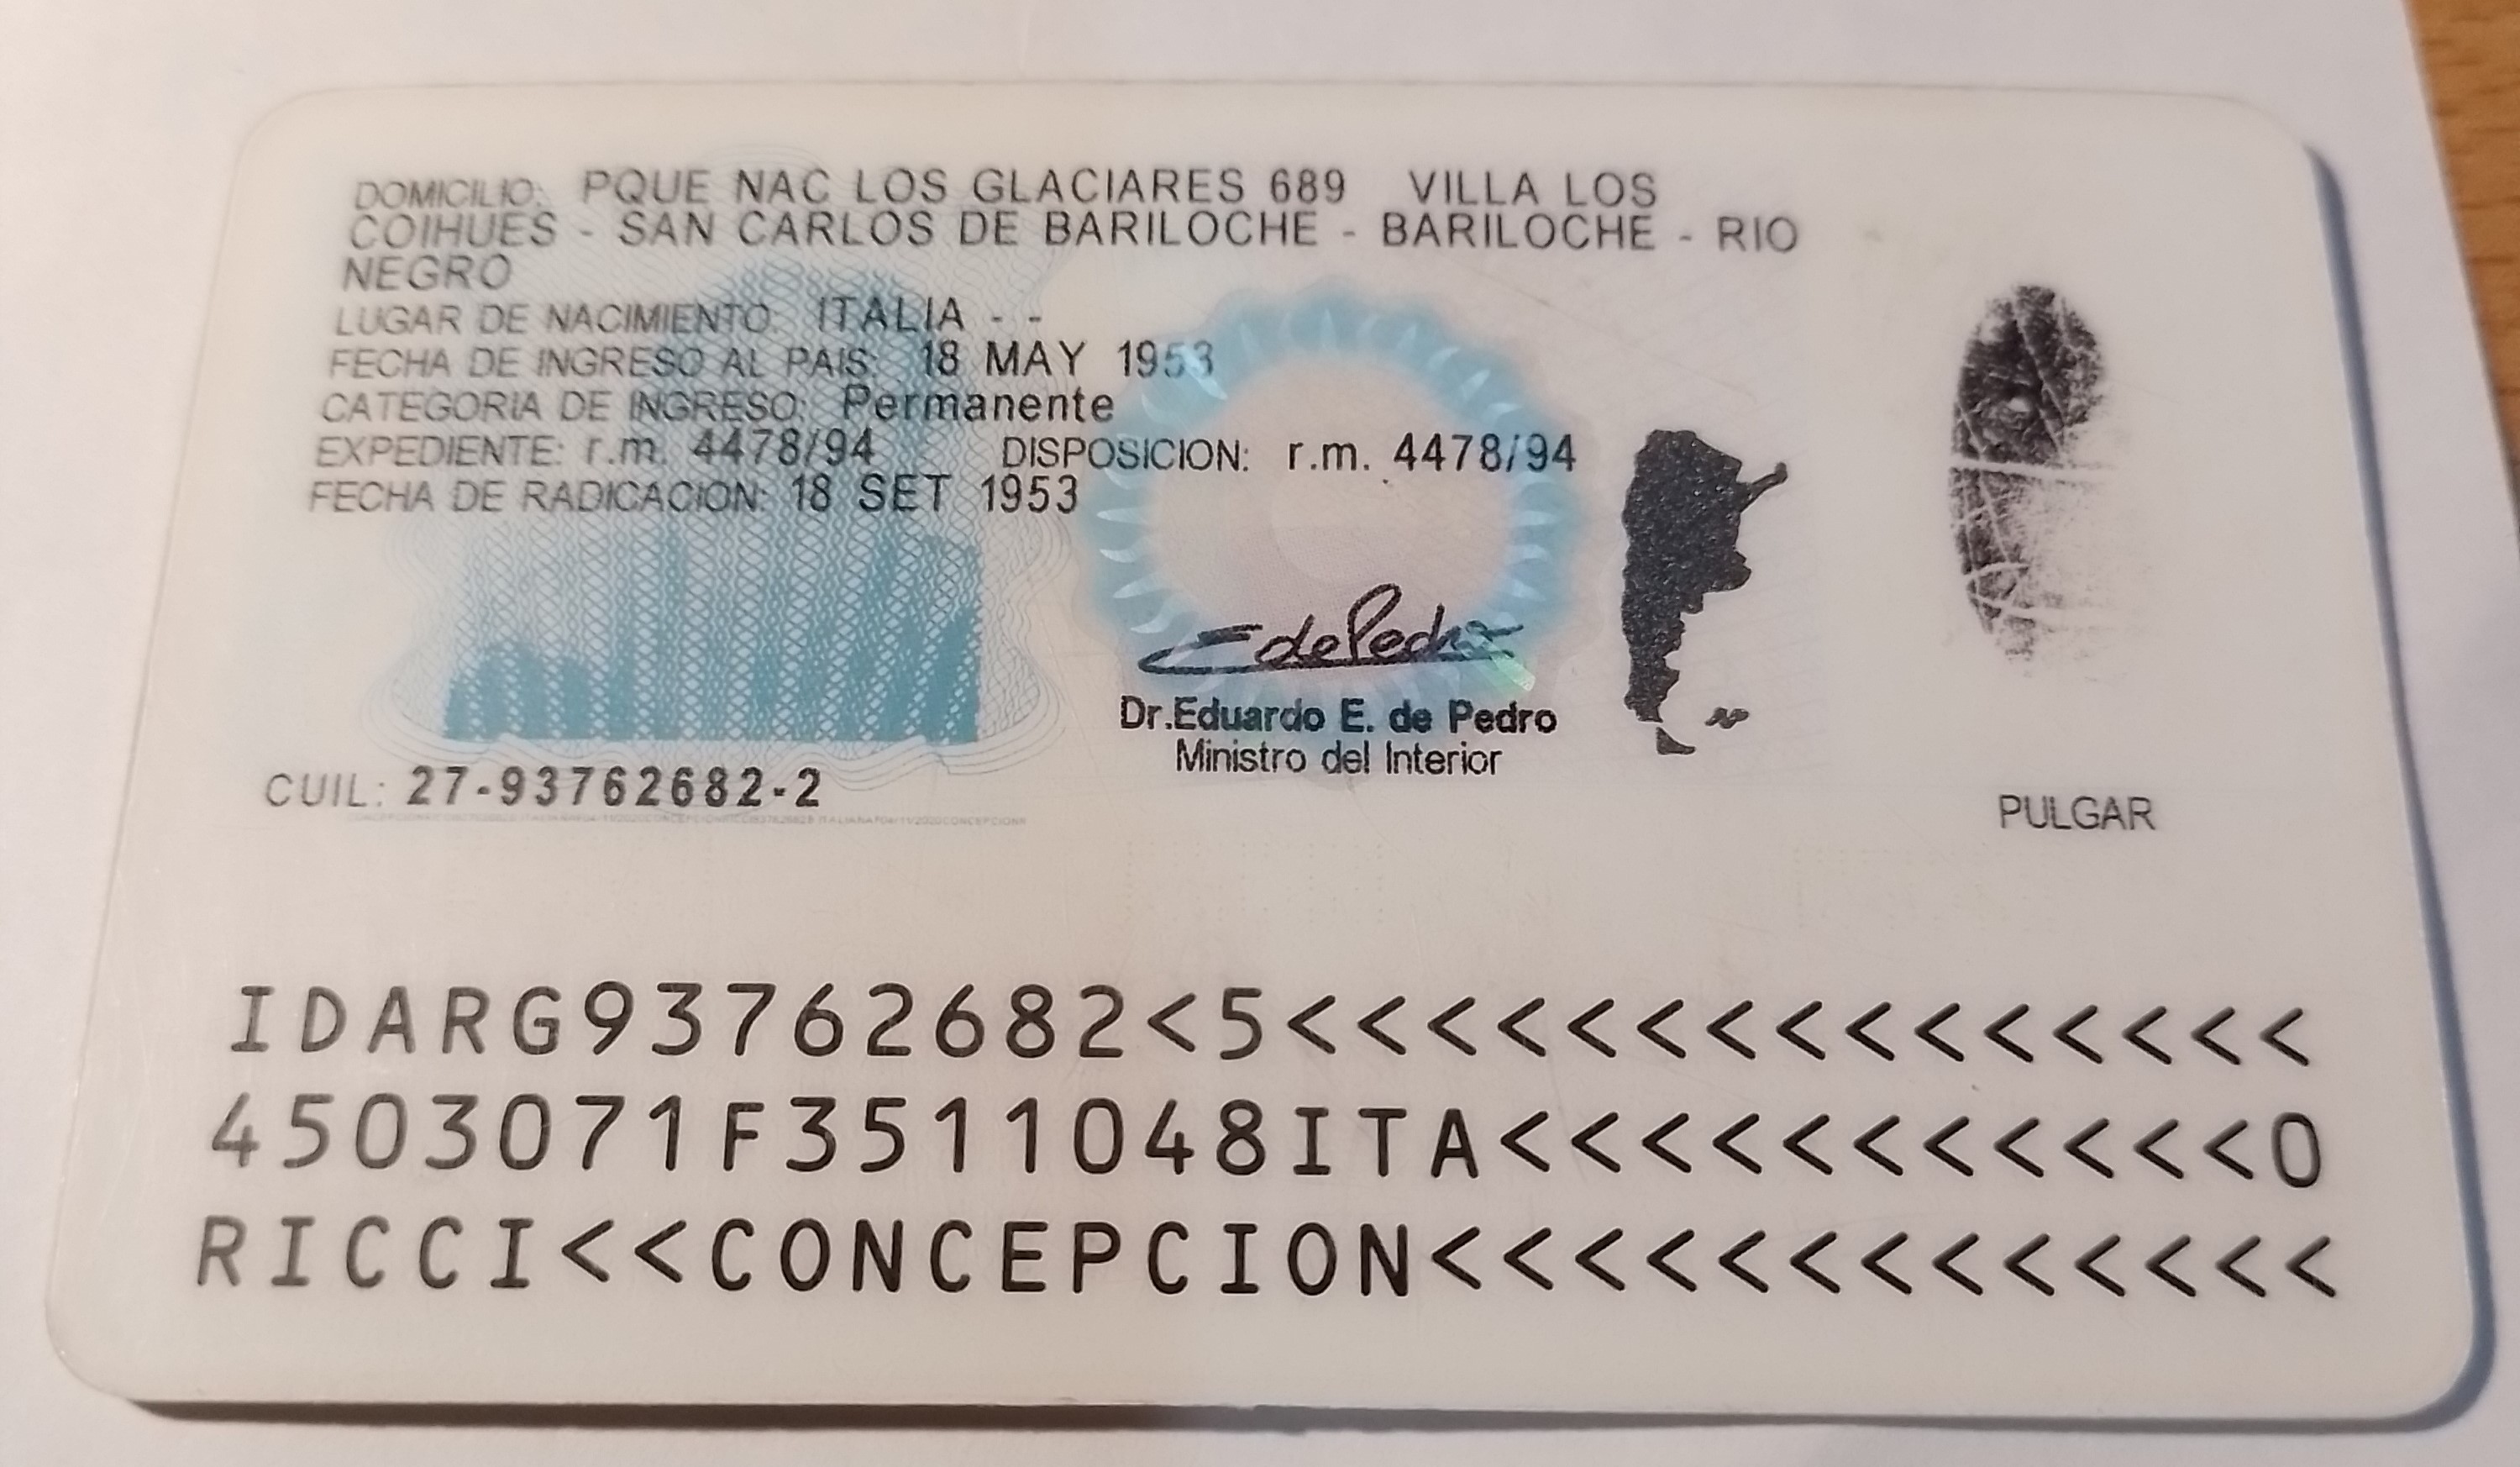 DOMICILIO: PQUE NAC LOS GLACIARES 689 VILLA LOS
COIHUES - SAN CARLOS DE BARILOCHE - BARILOCHE - RIO
NEGRO
LUGAR DE NACIMIENTO: ITALIA - -
FECHA DE INGRESO AL PAIS: 18 MAY 1953
CATEGORIA DE INGRESO: Permanente
EXPEDIENTE: r.m. 4478/94 DISPOSICION: r.m. 4478/94
FECHA DE RADICACION: 18 SET 1953
EdePedro
Dr.Eduardo E. de Pedro
Ministro del Interior
CUIL: 27-93762682-2
PULGAR
IDARG93762682<5<<<<<<<<<<<<<<<
4503071F3511048ITA<<<<<<<<<<<0
RICCI<<CONCEPCION<<<<<<<<<<<<<